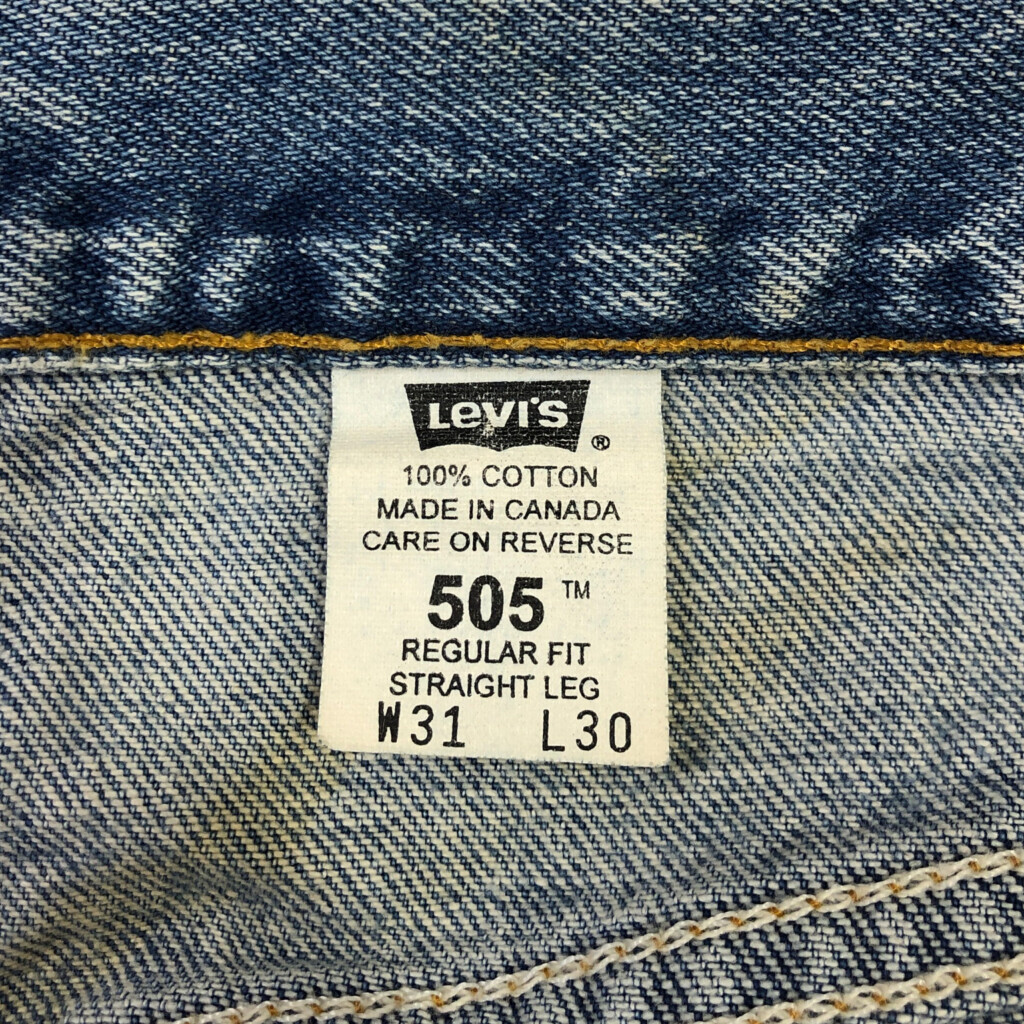 LEVI'S ®
100% COTTON
MADE IN CANADA
CARE ON REVERSE
505 ™
REGULAR FIT
STRAIGHT LEG
W31 L30